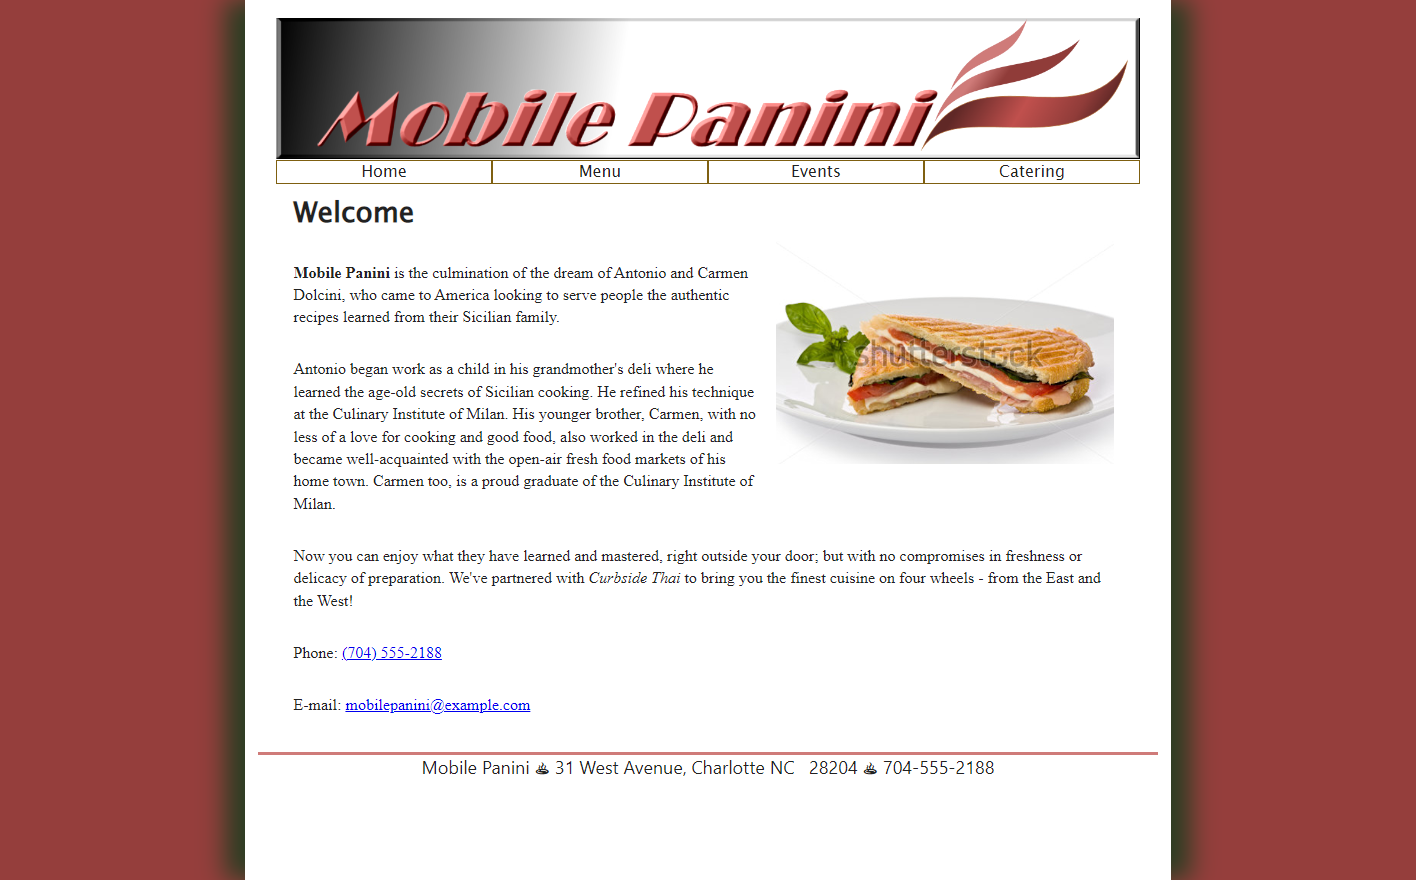 Mobile Panini
Home Menu Events Catering
Welcome
Mobile Panini is the culmination of the dream of Antonio and Carmen
Dolcini, who came to America looking to serve people the authentic
recipes learned from their Sicilian family.
shutterstock
Antonio began work as a child in his grandmother's deli where he
learned the age-old secrets of Sicilian cooking. He refined his technique
at the Culinary Institute of Milan. His younger brother, Carmen, with no
less of a love for cooking and good food, also worked in the deli and
became well-acquainted with the open-air fresh food markets of his
home town. Carmen too, is a proud graduate of the Culinary Institute of
Milan.
Now you can enjoy what they have learned and mastered, right outside your door; but with no compromises in freshness or
delicacy of preparation. We've partnered with Curbside Thai to bring you the finest cuisine on four wheels - from the East and
the West!
Phone: (704) 555-2188
E-mail: mobilepanini@example.com
Mobile Panini ♨ 31 West Avenue, Charlotte NC 28204 ♨ 704-555-2188